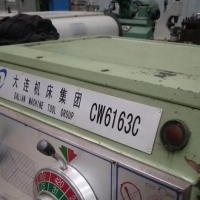 大连机床集团
DALIAN MACHINE TOOL GROUP
CW6163C